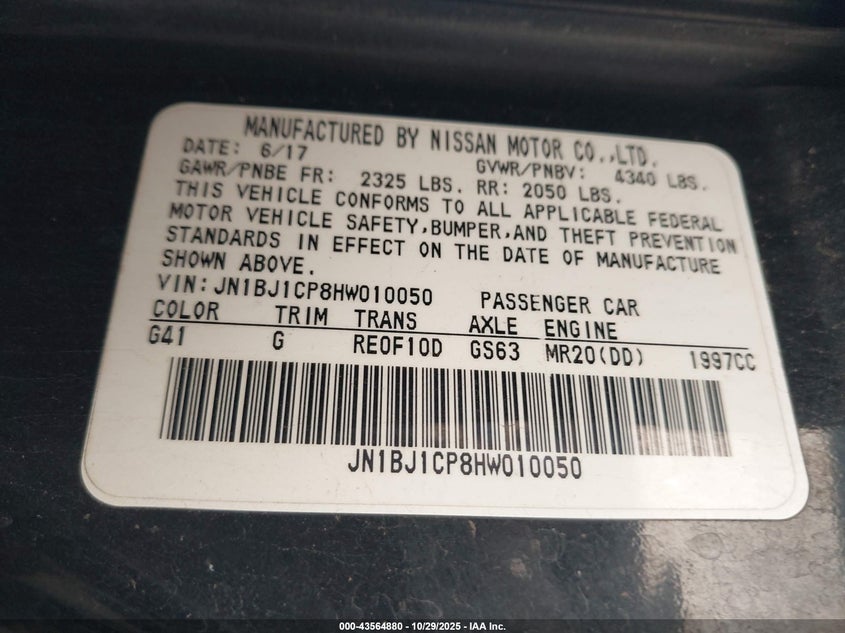 MANUFACTURED BY NISSAN MOTOR CO.,LTD.
DATE: 6/17 GVWR/PNBV: 4340 LBS.
GAWR/PNBE FR: 2325 LBS. RR: 2050 LBS.
THIS VEHICLE CONFORMS TO ALL APPLICABLE FEDERAL
MOTOR VEHICLE SAFETY,BUMPER,AND THEFT PREVENTION
STANDARDS IN EFFECT ON THE DATE OF MANUFACTURE
SHOWN ABOVE.
VIN:JN1BJ1CP8HW010050 PASSENGER CAR
COLOR TRIM TRANS AXLE ENGINE
G41 G RE0F10D GS63 MR20(DD) 1997CC
JN1BJ1CP8HW010050
000-43564880 - 10/29/2025 - IAA Inc.